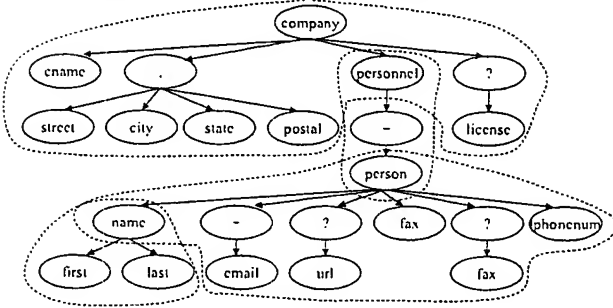 company
cname , personnel ?
street city state postal – license
person
name – ? fax ? phonenum
first last email url fax